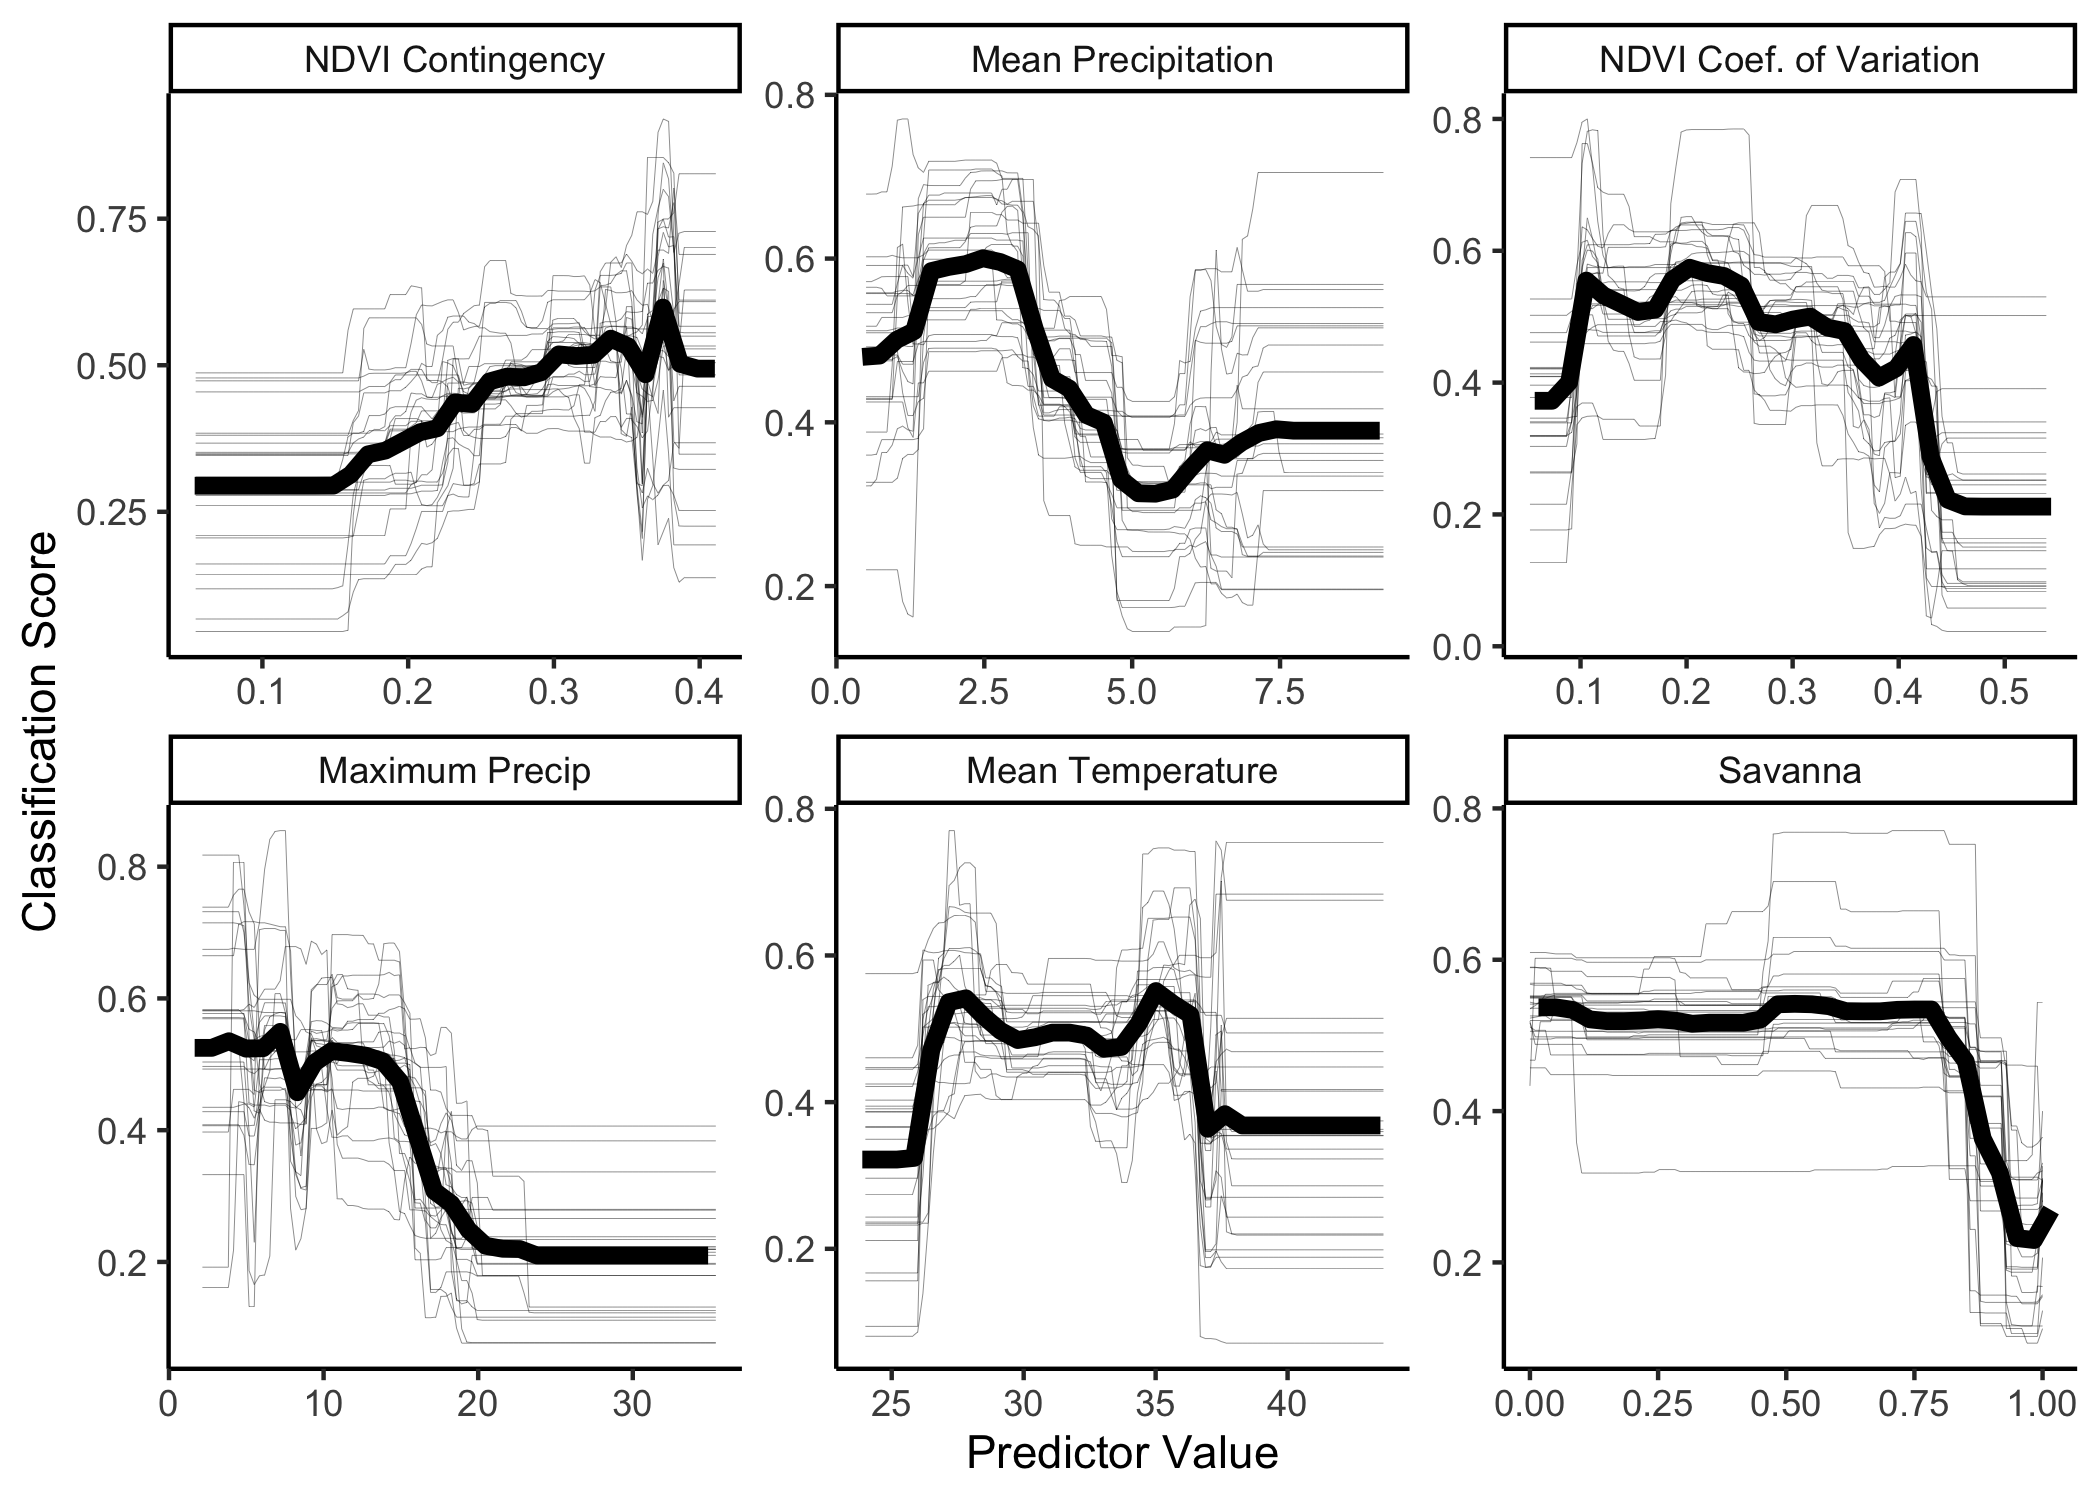 NDVI Contingency
Mean Precipitation
NDVI Coef. of Variation
0.75
0.50
0.25
0.8
0.6
0.4
0.2
0.8
0.6
0.4
0.2
0.0
0.1 0.2 0.3 0.4
0.0 2.5 5.0 7.5
0.1 0.2 0.3 0.4 0.5
Classification Score
Maximum Precip
Mean Temperature
Savanna
0.8
0.6
0.4
0.2
0.8
0.6
0.4
0.2
0.8
0.6
0.4
0.2
0 10 20 30
25 30 35 40
0.00 0.25 0.50 0.75 1.00
Predictor Value